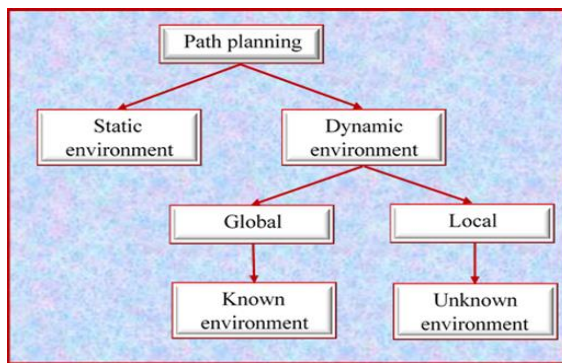 Path planning
Static
environment
Dynamic
environment
Global
Local
Known
environment
Unknown
environment